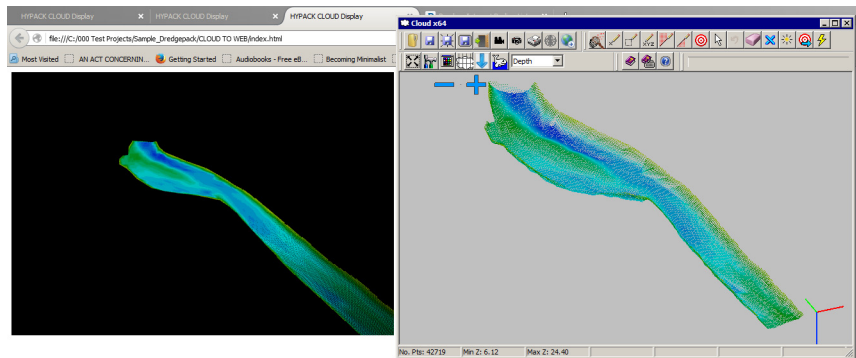 HYPACK CLOUD Display
HYPACK CLOUD Display
HYPACK CLOUD Display
file:///C:/000 Test Projects/Sample_Dredgepack/CLOUD TO WEB/index.html
Most Visited
AN ACT CONCERNIN...
Getting Started
Audiobooks - Free eB...
Becoming Minimalist
Cloud x64
XYZ
Depth
No. Pts: 42719
Min Z: 6.12
Max Z: 24.40